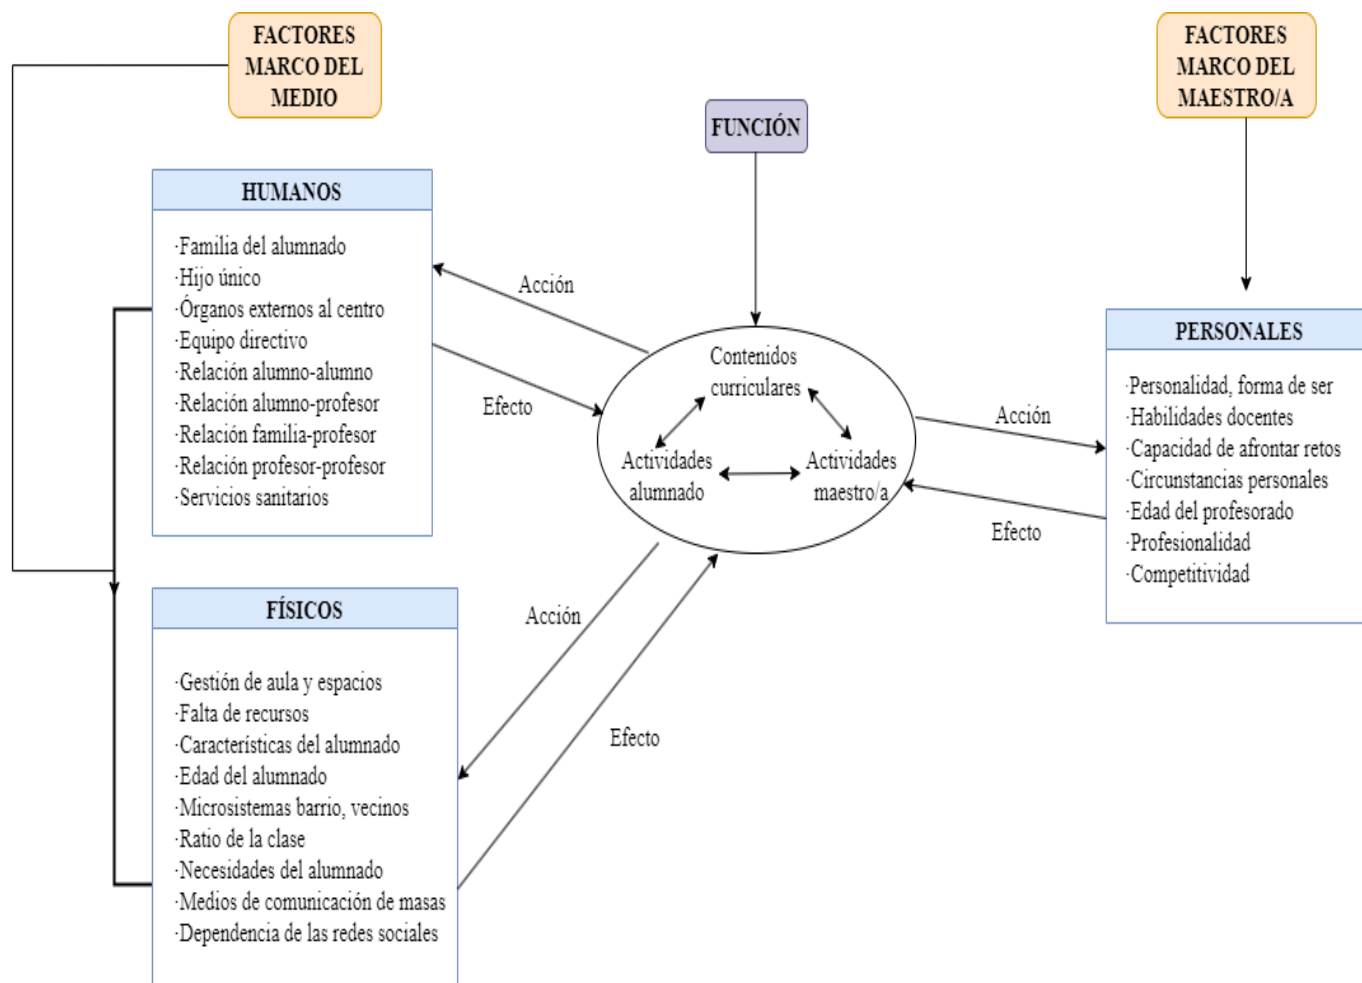 FACTORES
MARCO DEL
MEDIO
FACTORES
MARCO DEL
MAESTRO/A
FUNCIÓN
HUMANOS
·Familia del alumnado
·Hijo único
·Órganos externos al centro
·Equipo directivo
·Relación alumno-alumno
·Relación alumno-profesor
·Relación familia-profesor
·Relación profesor-profesor
·Servicios sanitarios
Acción
Efecto
Contenidos
curriculares
Actividades
alumnado
Actividades
maestro/a
Acción
Efecto
PERSONALES
·Personalidad, forma de ser
·Habilidades docentes
·Capacidad de afrontar retos
·Circunstancias personales
·Edad del profesorado
·Profesionalidad
·Competitividad
FÍSICOS
·Gestión de aula y espacios
·Falta de recursos
·Características del alumnado
·Edad del alumnado
·Microsistemas barrio, vecinos
·Ratio de la clase
·Necesidades del alumnado
·Medios de comunicación de masas
·Dependencia de las redes sociales
Acción
Efecto